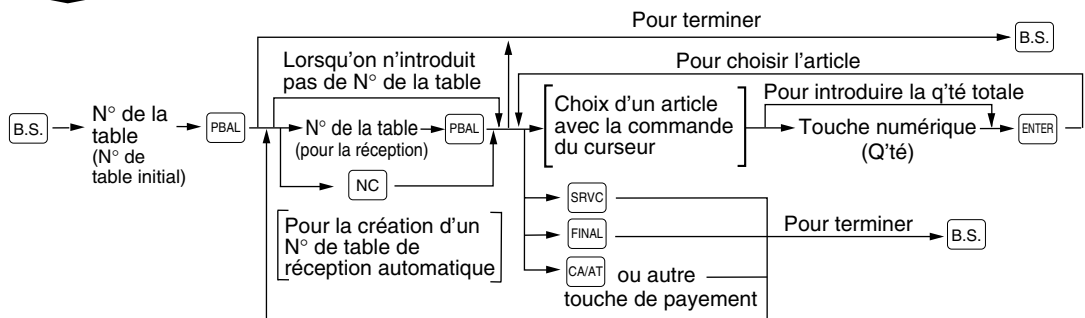 Pour terminer
B.S.
Lorsqu'on n'introduit
pas de N° de la table
Pour choisir l'article
B.S.
N° de la
table
(N° de
table initial)
PBAL
N° de la table
(pour la réception)
PBAL
NC
Pour la création d'un
N° de table de
réception automatique
Choix d'un article
avec la commande
du curseur
Pour introduire la q'té totale
Touche numérique
(Q'té)
ENTER
SRVC
FINAL
CA/AT ou autre
touche de payement
Pour terminer
B.S.